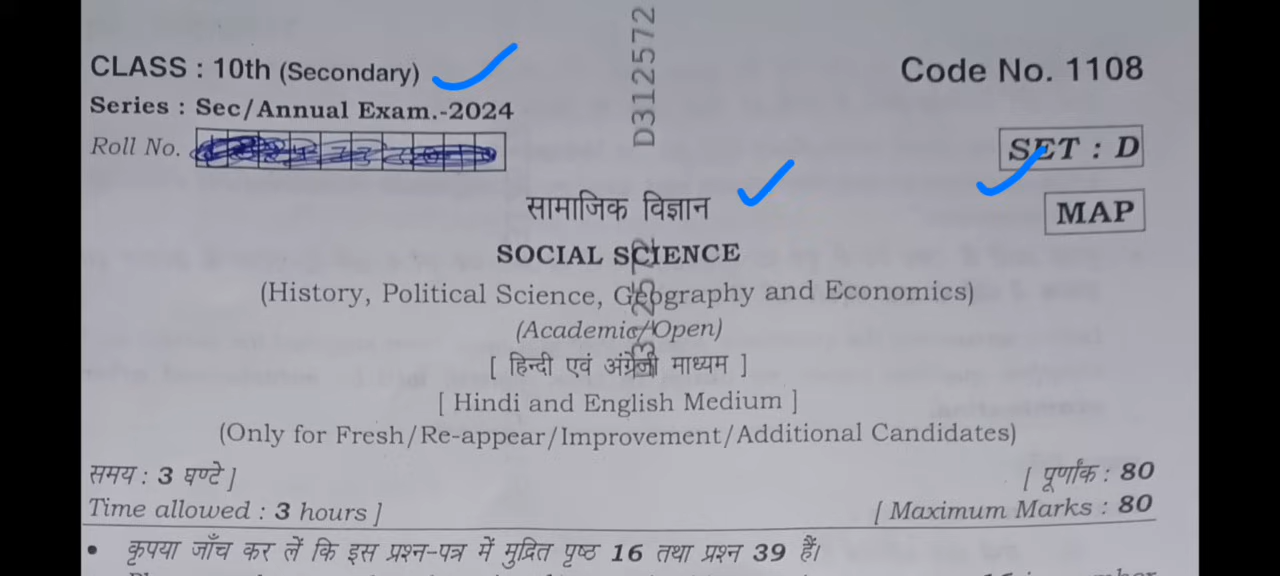 CLASS : 10th (Secondary)
Code No. 1108
Series : Sec/Annual Exam.-2024
Roll No.
D312572
SET : D
MAP
सामाजिक विज्ञान
SOCIAL SCIENCE
(History, Political Science, Geography and Economics)
(Academic/Open)
[ हिन्दी एवं अंग्रेजी माध्यम ]
[ Hindi and English Medium ]
(Only for Fresh/Re-appear/Improvement/Additional Candidates)
समय : 3 घण्टे ]
[ पूर्णांक : 80
Time allowed : 3 hours ]
[ Maximum Marks : 80
• कृपया जाँच कर लें कि इस प्रश्न-पत्र में मुद्रित पृष्ठ 16 तथा प्रश्न 39 हैं।